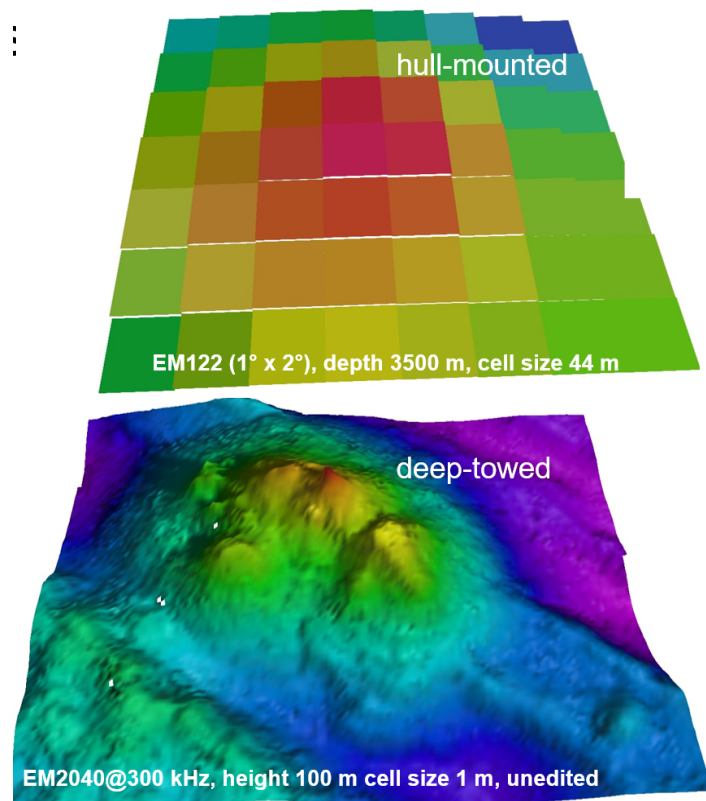 hull-mounted
EM122 (1° x 2°), depth 3500 m, cell size 44 m
deep-towed
EM2040@300 kHz, height 100 m cell size 1 m, unedited